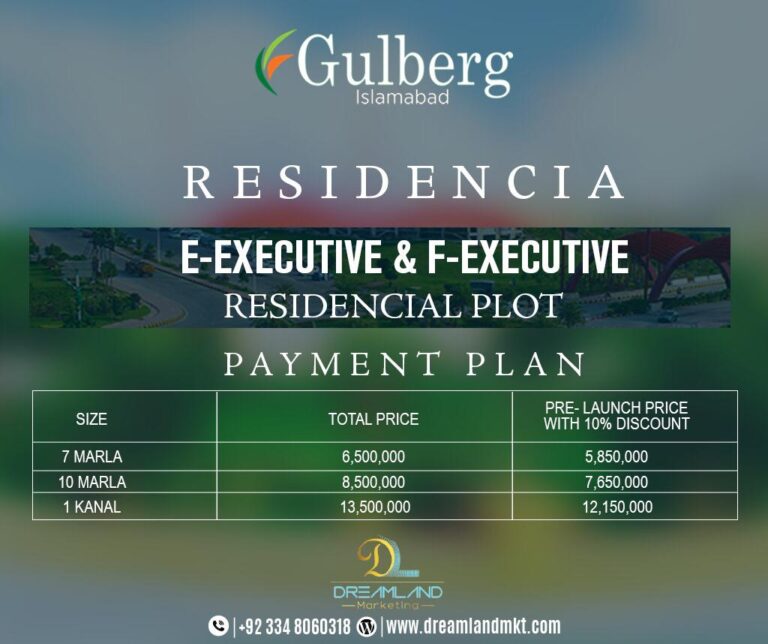 Gulberg
Islamabad
RESIDENCIA
E-EXECUTIVE & F-EXECUTIVE
RESIDENCIAL PLOT
PAYMENT PLAN
SIZE TOTAL PRICE PRE- LAUNCH PRICE WITH 10% DISCOUNT
7 MARLA 6,500,000 5,850,000
10 MARLA 8,500,000 7,650,000
1 KANAL 13,500,000 12,150,000
DL
DREAMLAND
Marketing
|+92 334 8060318 |www.dreamlandmkt.com